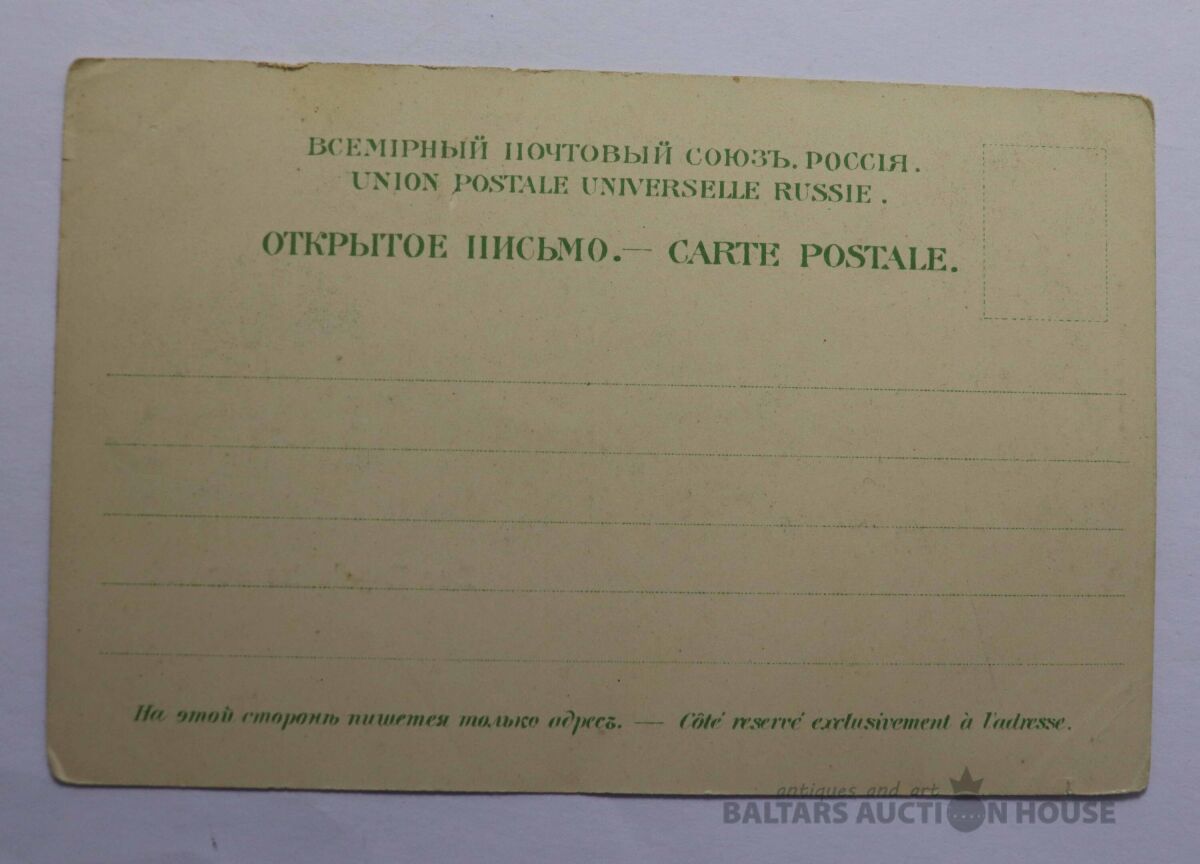 ВСЕМІРНЫЙ ПОЧТОВЫЙ СОЮЗЪ. РОССІЯ.
UNION POSTALE UNIVERSELLE RUSSIE.
ОТКРЫТОЕ ПИСЬМО.— CARTE POSTALE.
На этой сторонѣ пишется только адресъ. — Côté reservé exclusivement à l'adresse.
antiques and art
BALTARS AUCTION HOUSE